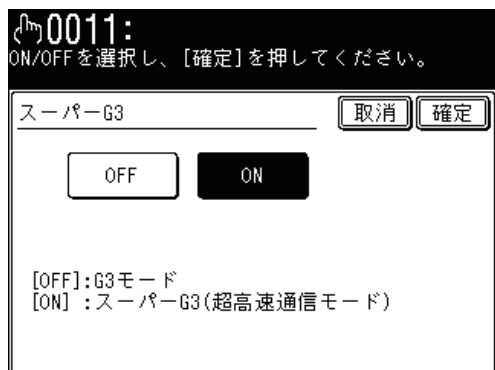 0011:
ON/OFFを選択し、[確定]を押してください。
スーパーG3 取消 確定
OFF ON
[OFF]:G3モード
[ON] :スーパーG3(超高速通信モード)